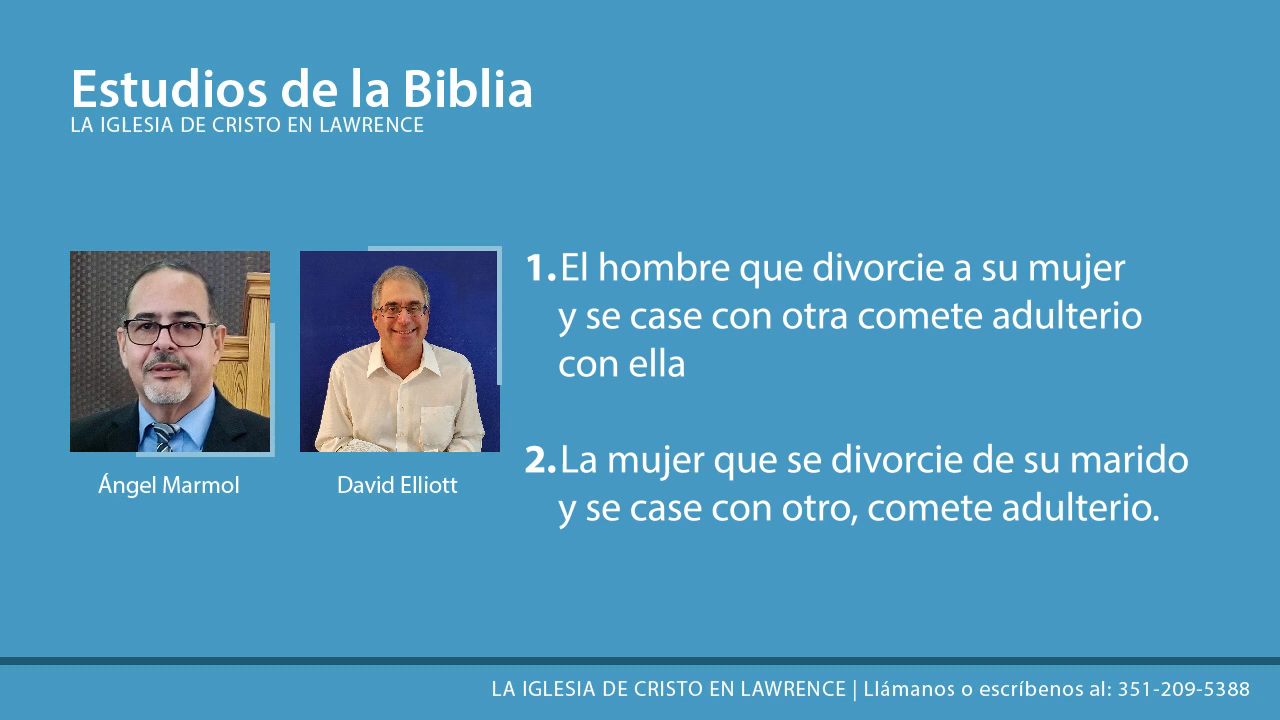 Estudios de la Biblia
LA IGLESIA DE CRISTO EN LAWRENCE
Ángel Marmol
David Elliott
1. El hombre que divorcie a su mujer
y se case con otra comete adulterio
con ella
2. La mujer que se divorcie de su marido
y se case con otro, comete adulterio.
LA IGLESIA DE CRISTO EN LAWRENCE | Llámanos o escríbenos al: 351-209-5388